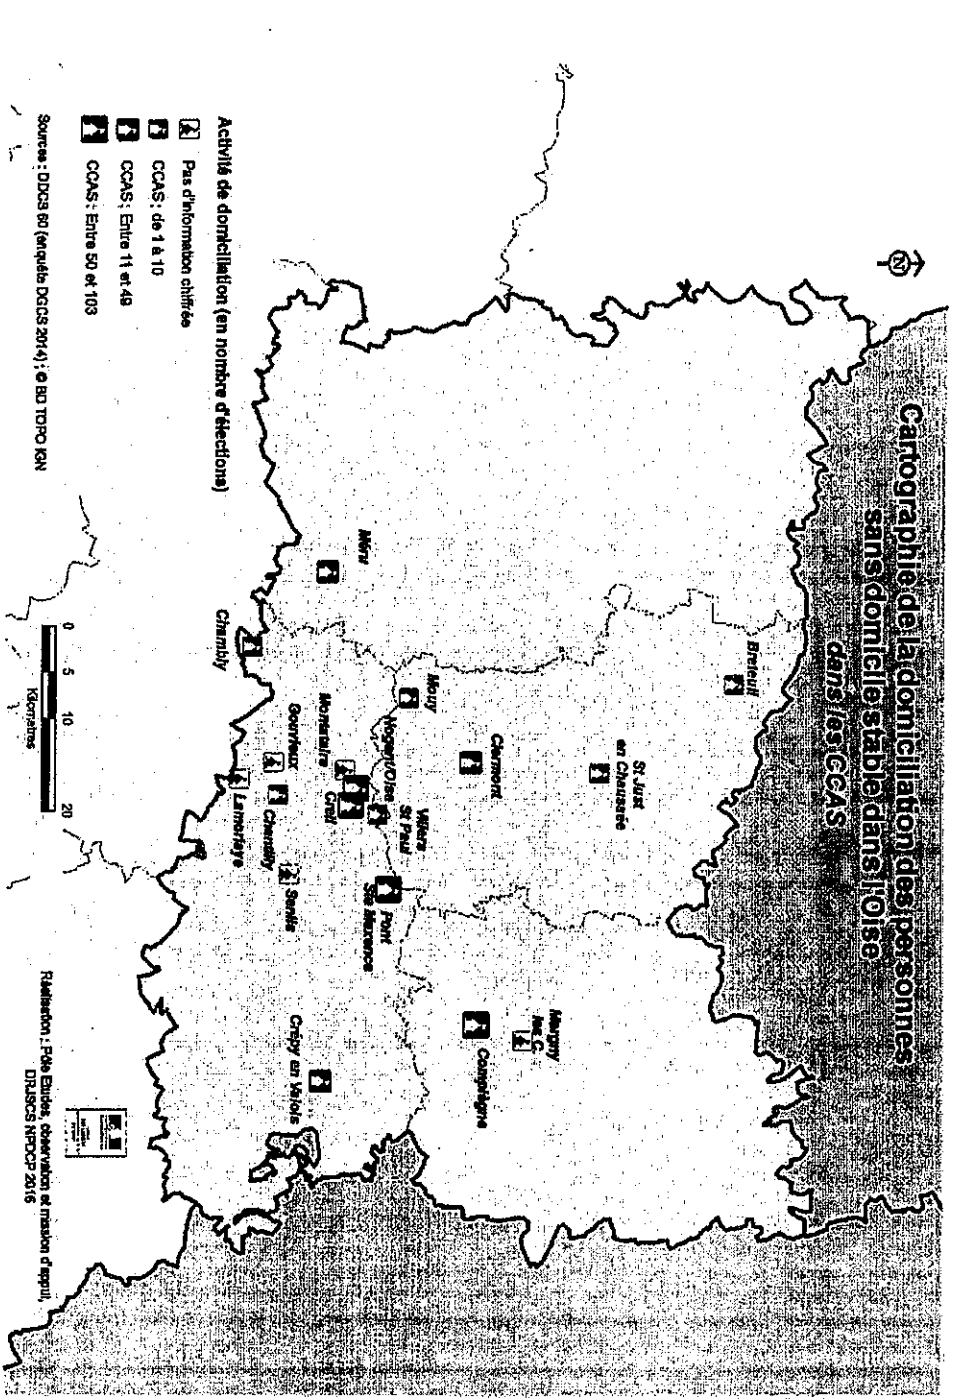 Cartographie de la domiciliation des personnes
sans domicile stable dans l'Oise
dans les CCAS
N
Breteuil
St Just
en Chaussée
Clermont
Mouy
Méru
Chambly
Nogent/Oise
Villers
St Paul
Montataire
Creil
Gouvieux
Chantilly
Lamorlaye
Senlis
Pont
Ste Maxence
Margny
les C.
Compiègne
Crépy en Valois
Activité de domiciliation (en nombre d'élections)
Pas d'information chiffrée
CCAS : de 1 à 10
CCAS : Entre 11 et 49
CCAS : Entre 50 et 103
0 5 10 20
Kilomètres
Sources : DDCS 60 (enquête DGCS 2014) ; © BD TOPO IGN
Réalisation : Pôle Etudes, observation et mission d'appui,
DRJSCS NPDCP 2016